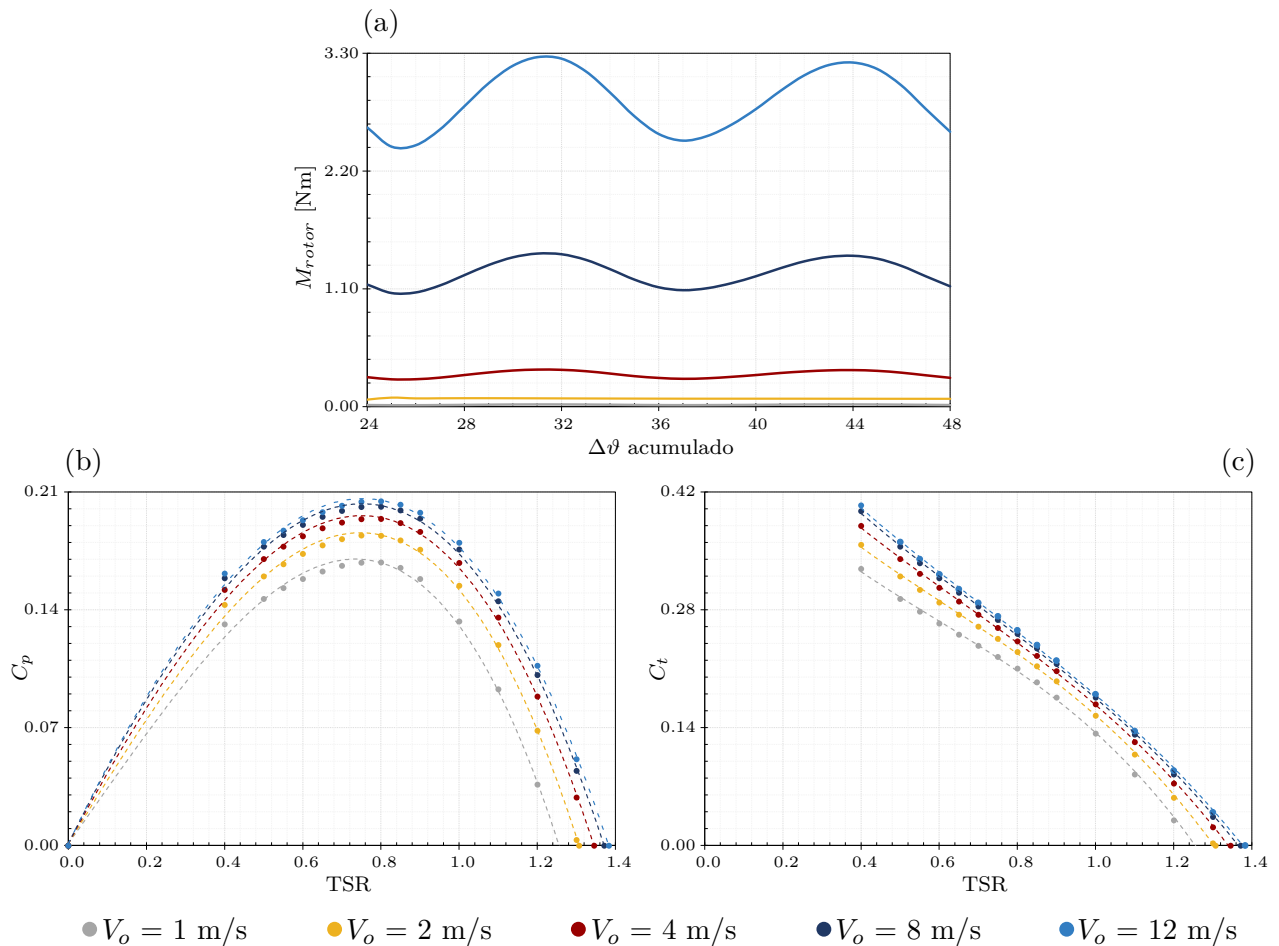 (a)
3.30
2.20
1.10
0.00
M_rotor [Nm]
24 28 32 36 40 44 48
Δϑ acumulado
(b)
0.21
0.14
0.07
0.00
C_p
0.0 0.2 0.4 0.6 0.8 1.0 1.2 1.4
TSR
(c)
0.42
0.28
0.14
0.00
C_t
0.0 0.2 0.4 0.6 0.8 1.0 1.2 1.4
TSR
V_o = 1 m/s V_o = 2 m/s V_o = 4 m/s V_o = 8 m/s V_o = 12 m/s